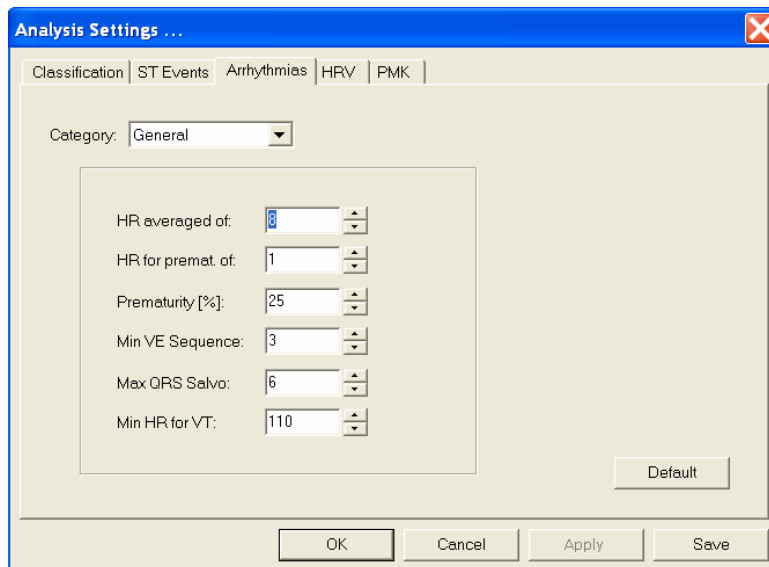 Analysis Settings ...
Classification ST Events Arrhythmias HRV PMK
Category: General
HR averaged of: 8
HR for premat. of: 1
Prematurity [%]: 25
Min VE Sequence: 3
Max QRS Salvo: 6
Min HR for VT: 110
Default
OK Cancel Apply Save